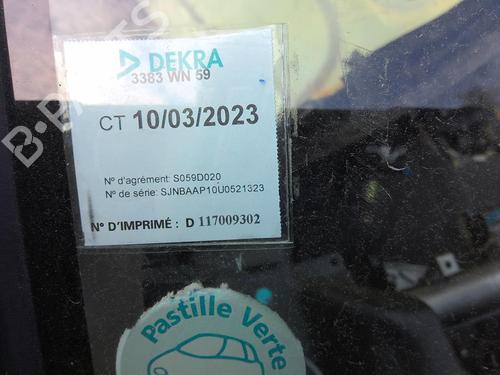 DEKRA
3383 WN 59
CT 10/03/2023
N° d'agrément: S059D020
N° de série: SJNBAAP10U0521323
N° D'IMPRIMÉ : D 117009302
Pastille Verte